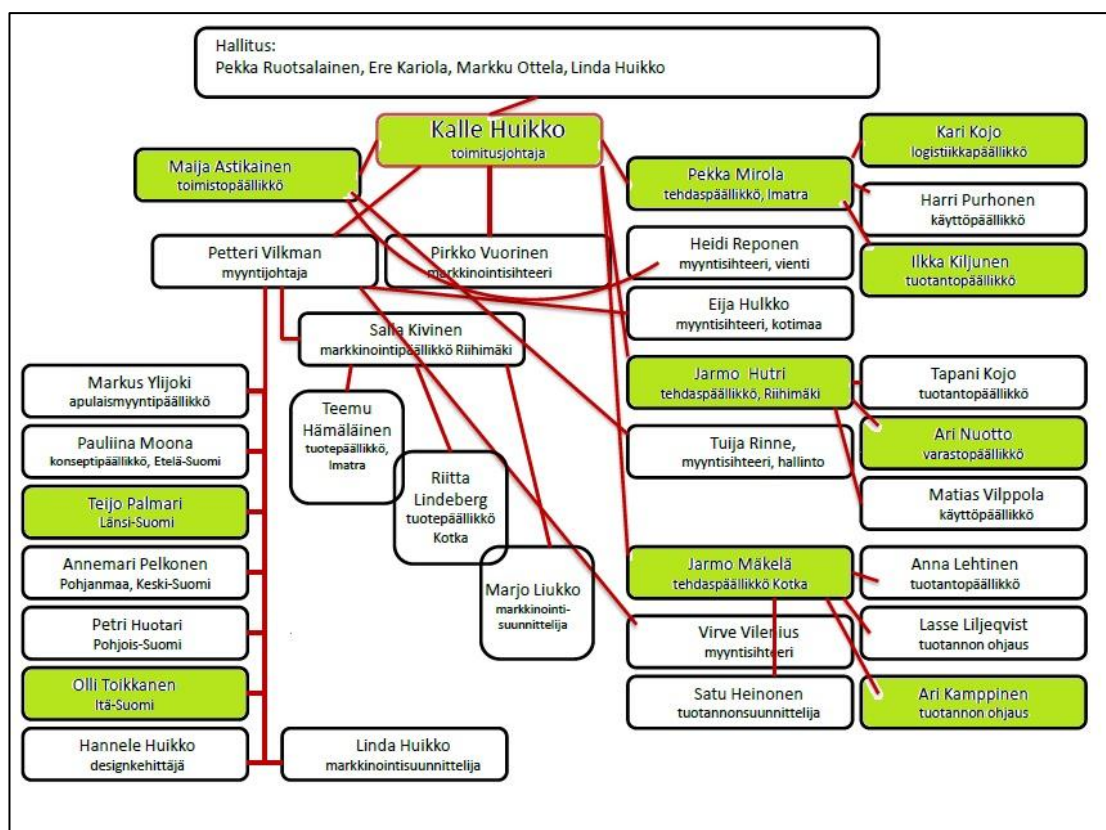 Hallitus:
Pekka Ruotsalainen, Ere Kariola, Markku Ottela, Linda Huikko
Kalle Huikko
toimitusjohtaja
Maija Astikainen
toimistopäällikkö
Pekka Mirola
tehdaspäällikkö, Imatra
Kari Kojo
logistiikkapäällikkö
Harri Purhonen
käyttöpäällikkö
Ilkka Kiljunen
tuotantopäällikkö
Petteri Vilkman
myyntijohtaja
Pirkko Vuorinen
markkinointisihteeri
Heidi Reponen
myyntisihteeri, vienti
Eija Hulkko
myyntisihteeri, kotimaa
Salla Kivinen
markkinointipäällikkö Riihimäki
Jarmo Hutri
tehdaspäällikkö, Riihimäki
Tapani Kojo
tuotantopäällikkö
Ari Nuotto
varastopäällikkö
Matias Vilppola
käyttöpäällikkö
Tuija Rinne,
myyntisihteeri, hallinto
Markus Ylijoki
apulaismyyntipäällikkö
Pauliina Moona
konseptipäällikkö, Etelä-Suomi
Teijo Palmari
Länsi-Suomi
Annemari Pelkonen
Pohjanmaa, Keski-Suomi
Petri Huotari
Pohjois-Suomi
Olli Toikkanen
Itä-Suomi
Hannele Huikko
designkehittäjä
Linda Huikko
markkinointisuunnittelija
Teemu
Hämäläinen
tuotepäällikkö,
Imatra
Riitta
Lindeberg
tuotepäällikkö
Kotka
Marjo Liukko
markkinointi-
suunnittelija
Jarmo Mäkelä
tehdaspäällikkö Kotka
Anna Lehtinen
tuotantopäällikkö
Lasse Liljeqvist
tuotannon ohjaus
Ari Kamppinen
tuotannon ohjaus
Virve Vilenius
myyntisihteeri
Satu Heinonen
tuotannonsuunnittelija